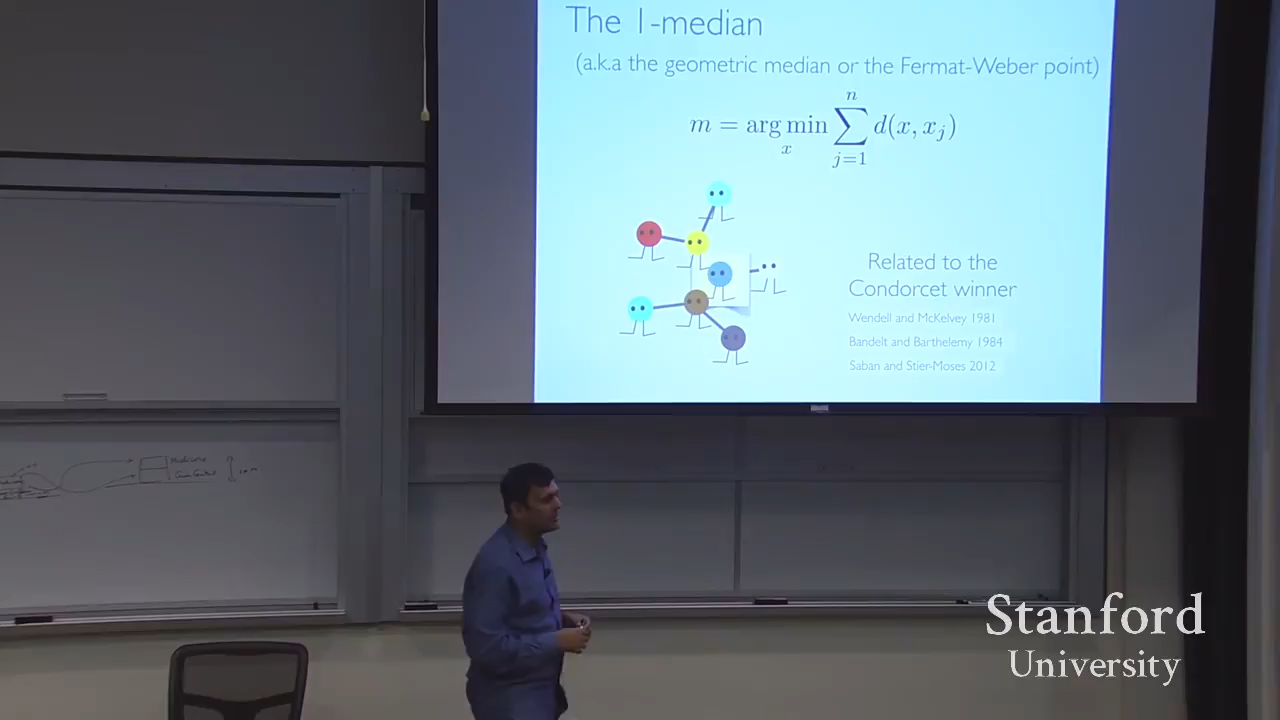 The 1-median
(a.k.a the geometric median or the Fermat-Weber point)
m = arg min_x \sum_{j=1}^{n} d(x, x_j)
Related to the
Condorcet winner
Wendell and McKelvey 1981
Bandelt and Barthelemy 1984
Saban and Stier-Moses 2012
Stanford
University